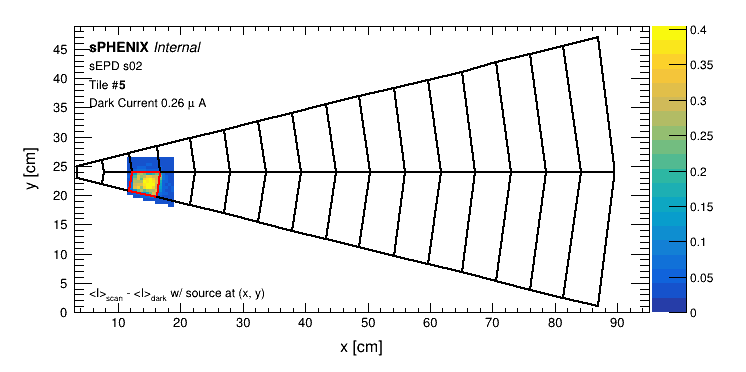 sPHENIX Internal
sEPD s02
Tile #5
Dark Current 0.26 μ A
<I>scan - <I>dark w/ source at (x, y)
y [cm]
45
40
35
30
25
20
15
10
5
0
10 20 30 40 50 60 70 80 90
x [cm]
0.4
0.35
0.3
0.25
0.2
0.15
0.1
0.05
0